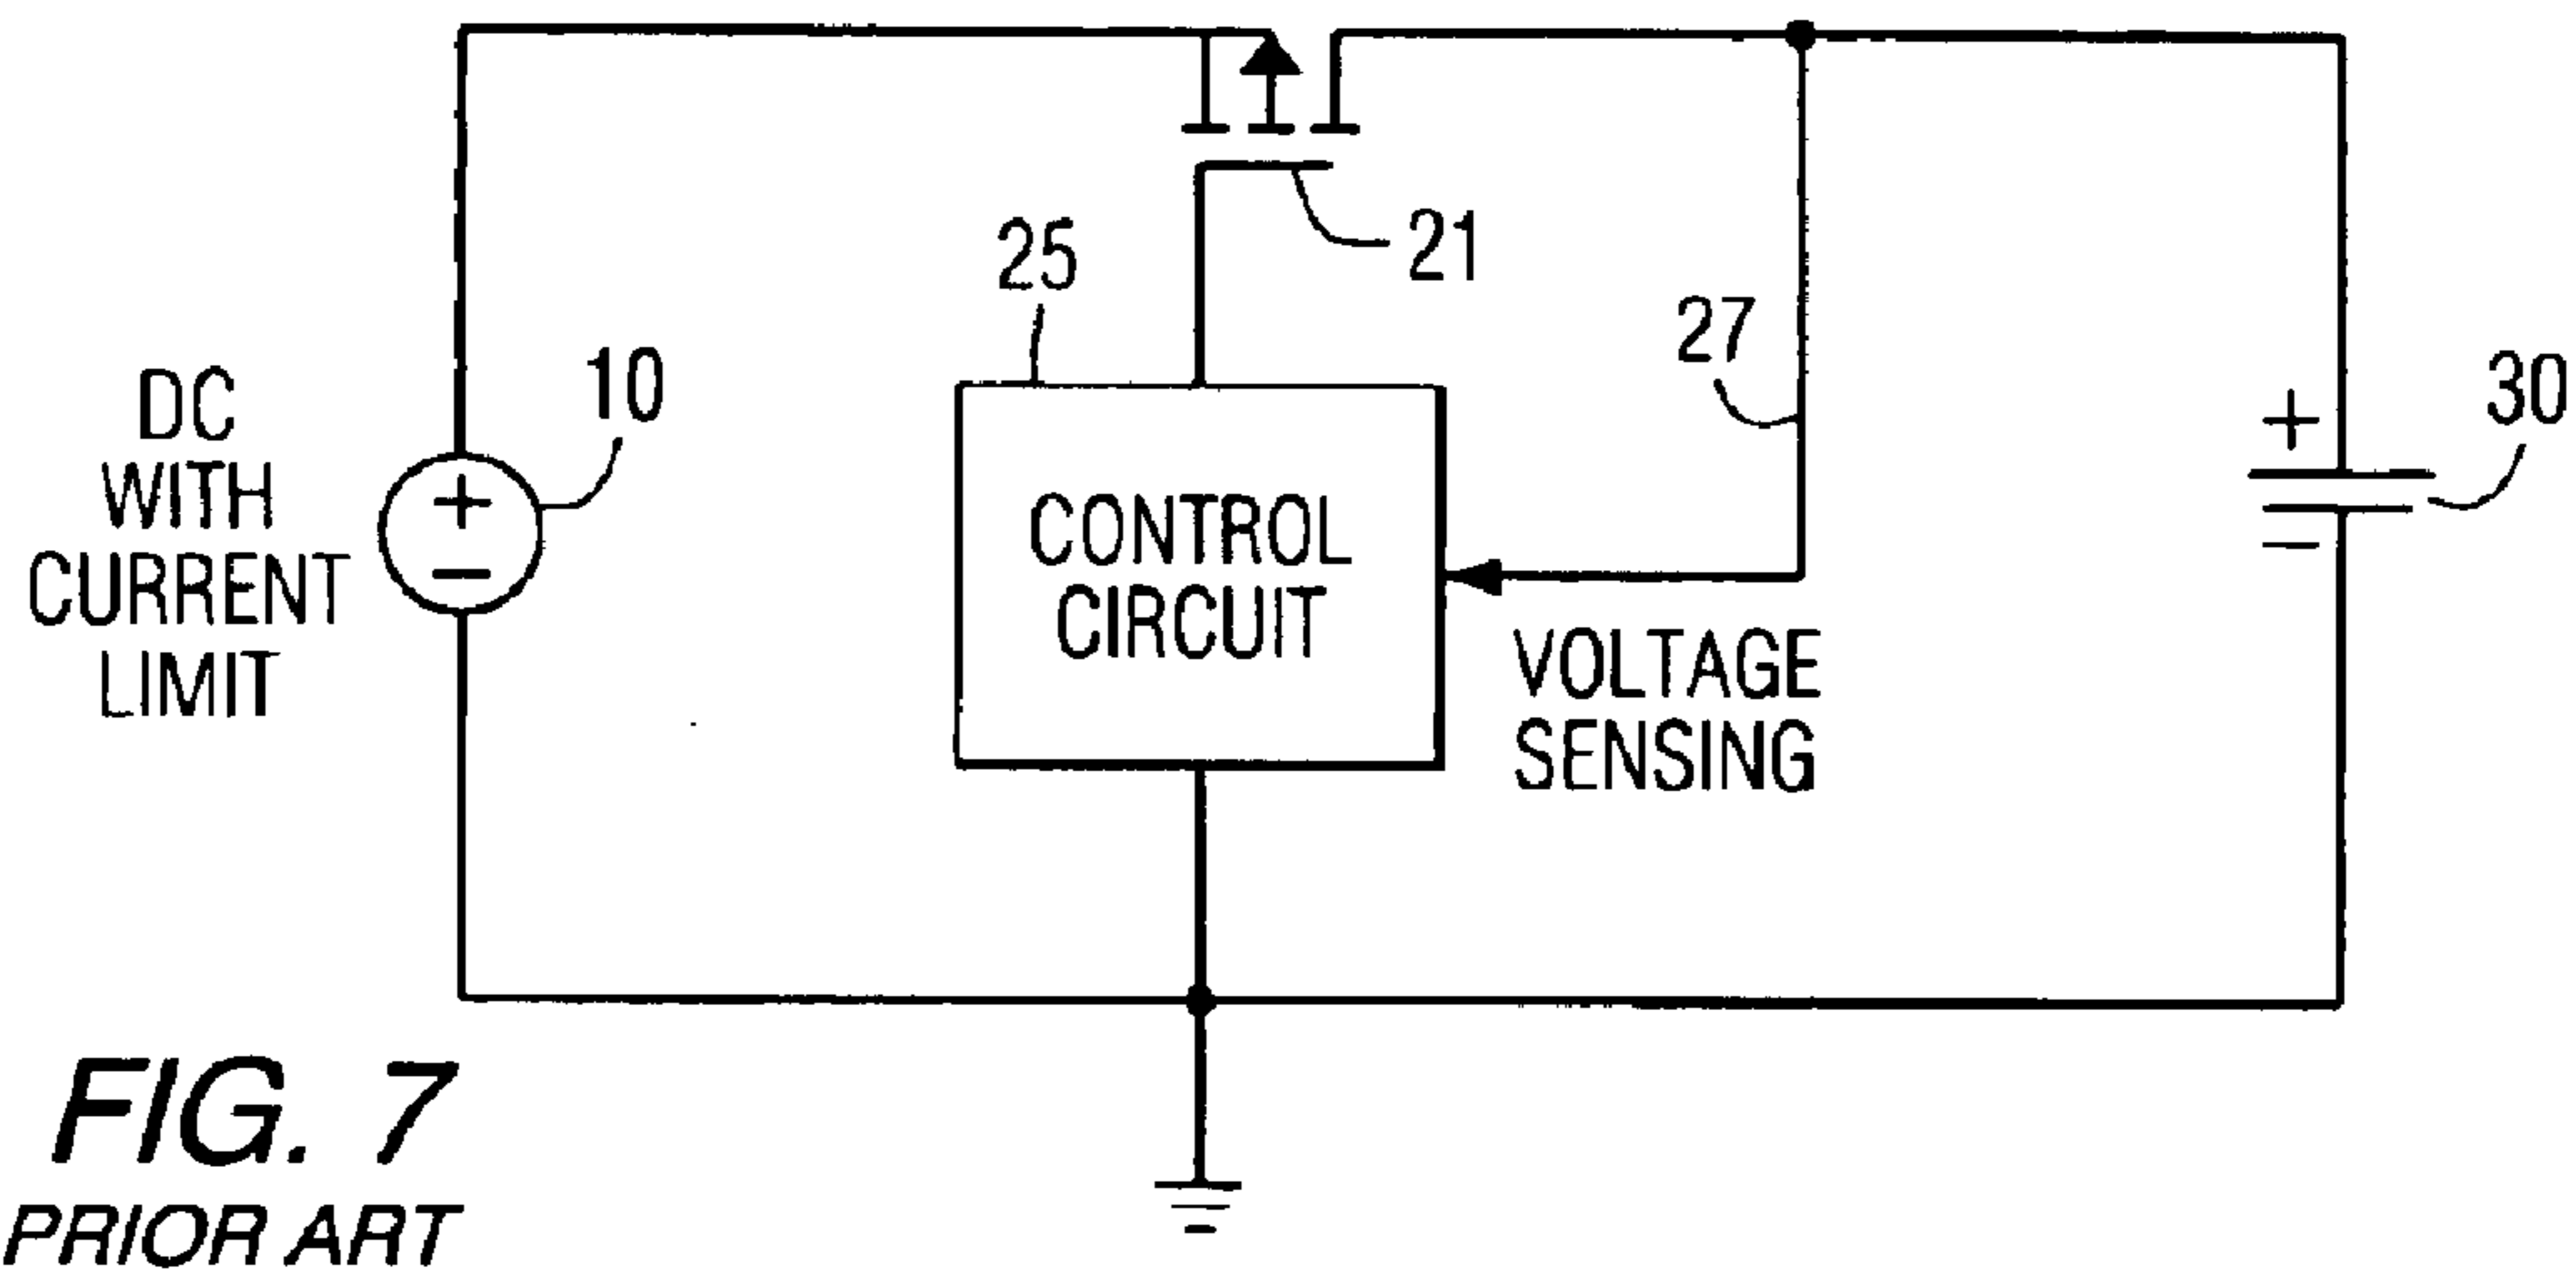 21
25
27
10
30
DC
WITH
CURRENT
LIMIT
+
−
+
−
CONTROL
CIRCUIT
VOLTAGE
SENSING
FIG. 7
PRIOR ART